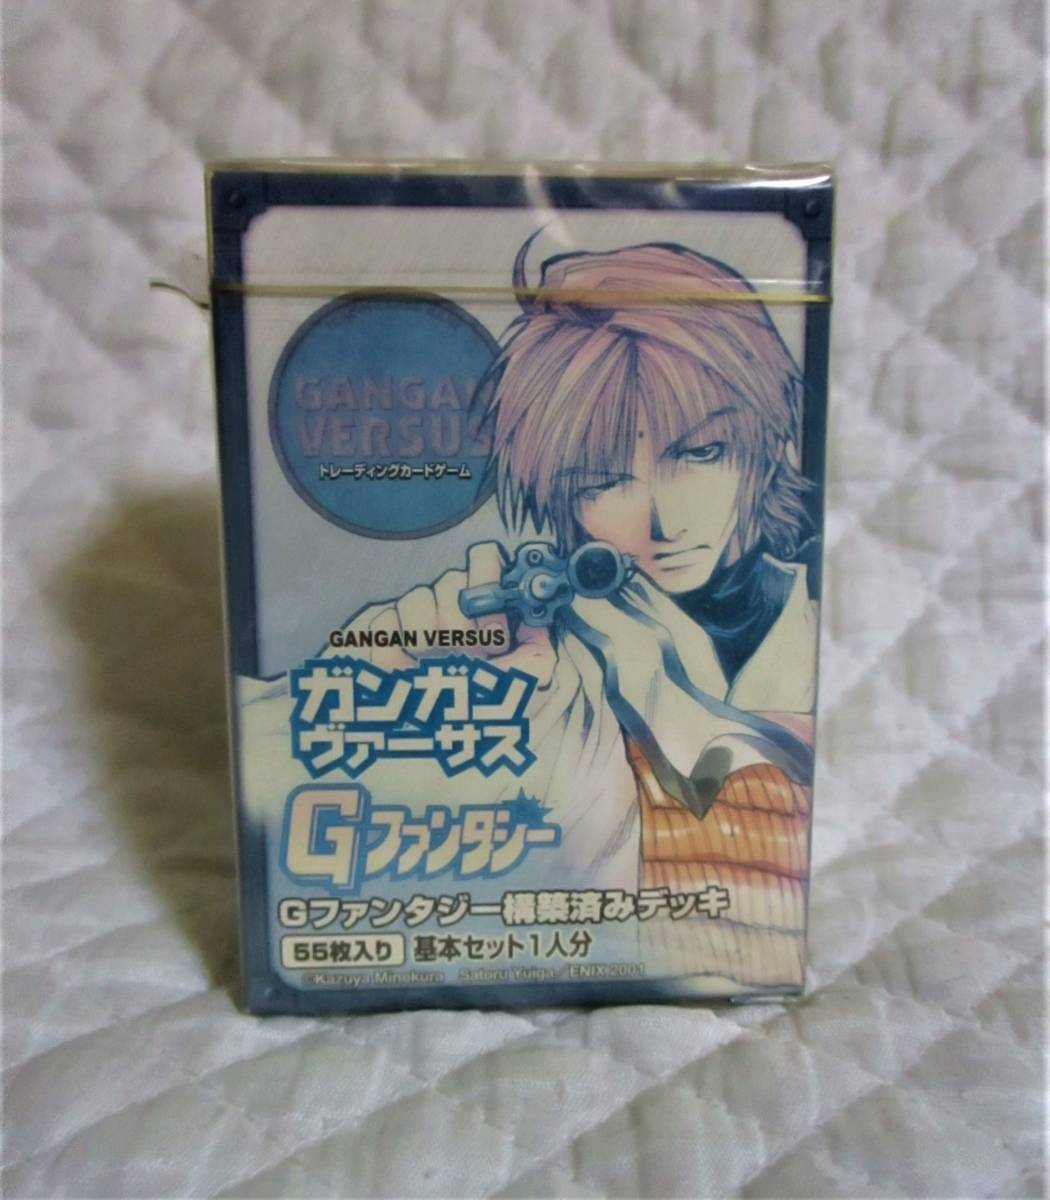 GANGAN
VERSUS
トレーディングカードゲーム
GANGAN VERSUS
ガンガン
ヴァーサス
Gファンタジー
Gファンタジー構築済みデッキ
55枚入り 基本セット1人分
©Kazuya Minekura Satoru Yuiga/ENIX 2001